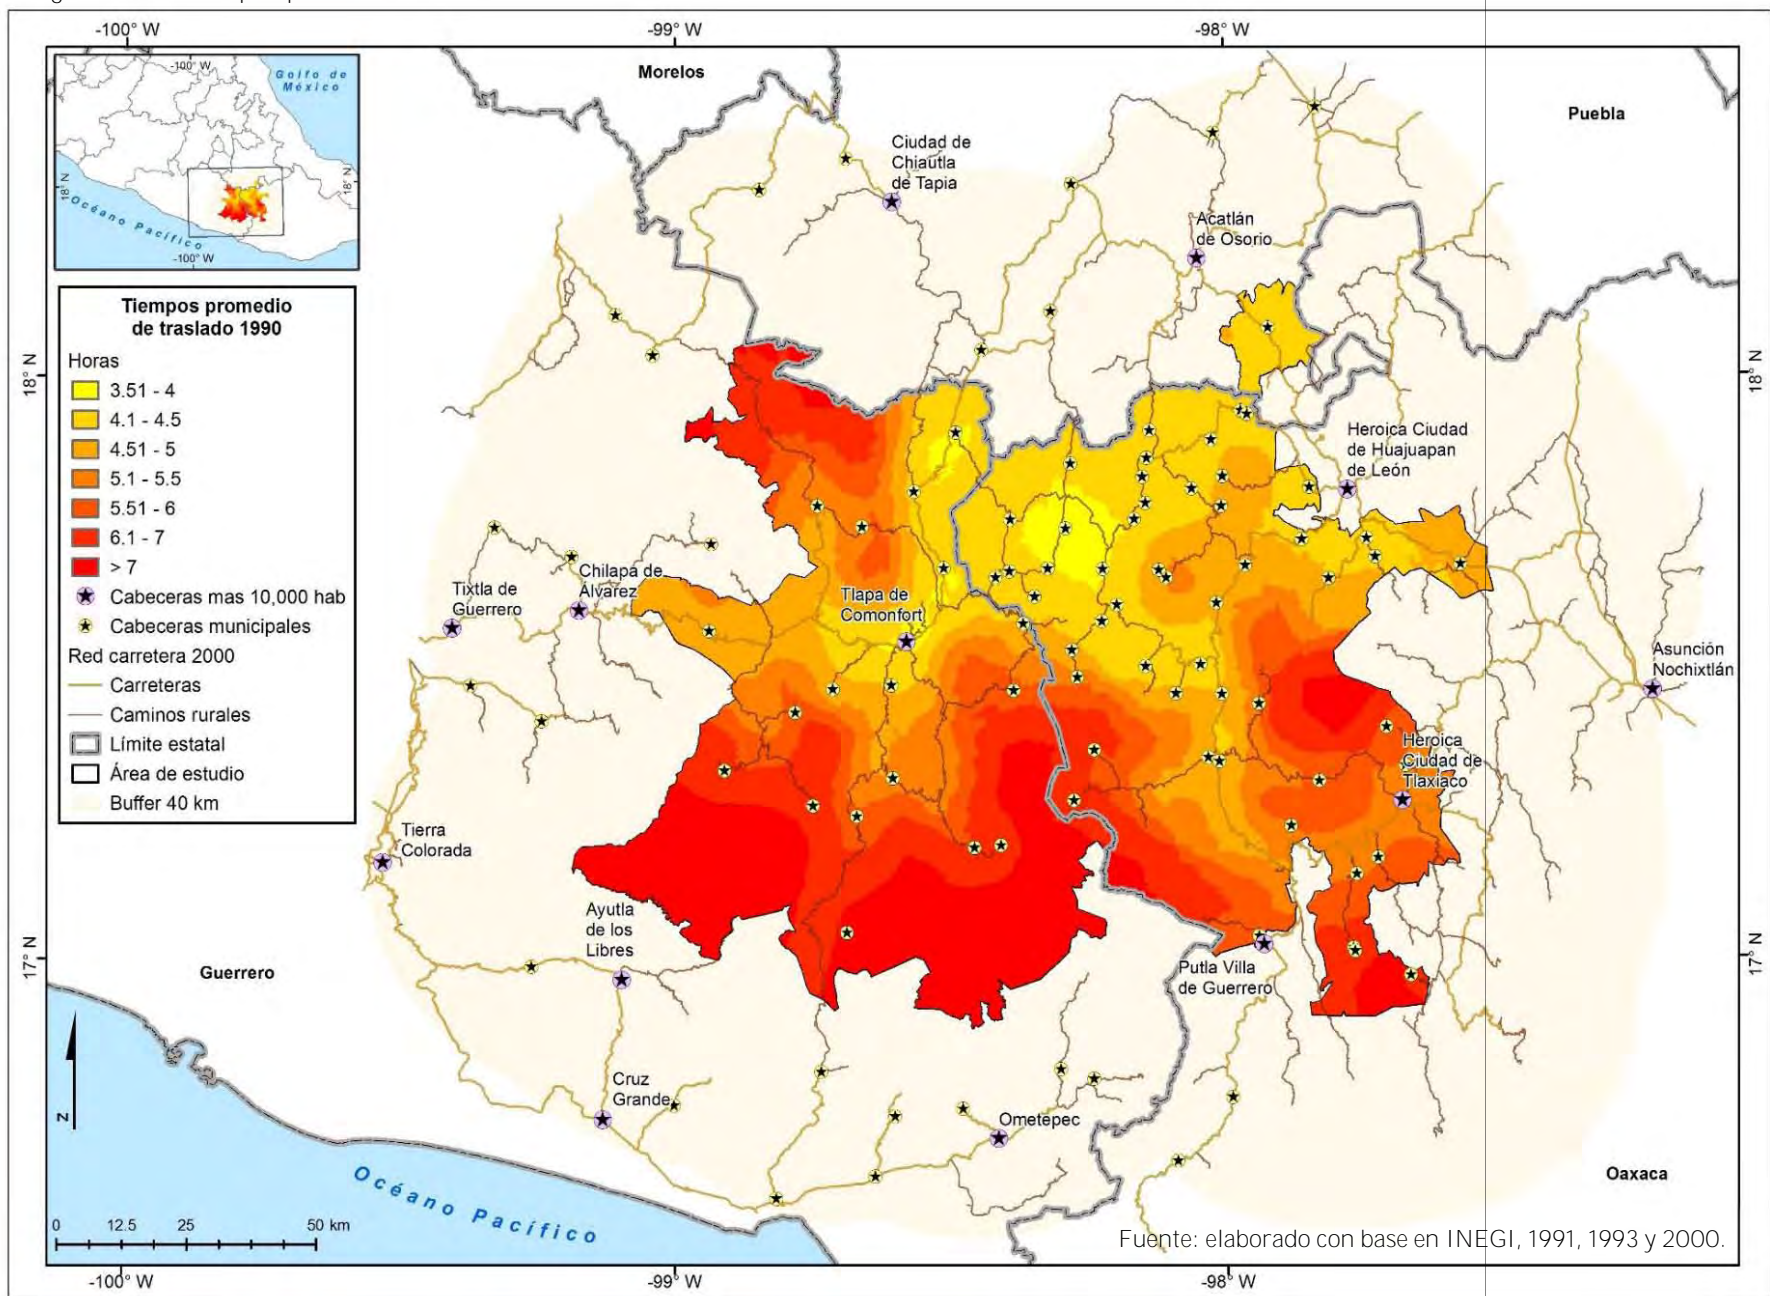 -100° W
-99° W
-98° W
-100° W
Golfo de
México
18° N
18° N
Océano Pacífico
-100° W
Morelos
Puebla
Ciudad de
Chiautla
de Tapia
Acatlán
de Osorio
Tiempos promedio
de traslado 1990
Horas
3.51 - 4
4.1 - 4.5
4.51 - 5
5.1 - 5.5
5.51 - 6
6.1 - 7
> 7
Cabeceras mas 10,000 hab
Cabeceras municipales
Red carretera 2000
Carreteras
Caminos rurales
Límite estatal
Área de estudio
Buffer 40 km
18° N
18° N
Heroica Ciudad
de Huajuapan
de León
Tixtla de
Guerrero
Chilapa de
Álvarez
Tlapa de
Comonfort
Asunción
Nochixtlán
Heroica
Ciudad de
Tlaxiaco
Tierra
Colorada
Ayutla
de los
Libres
Putla Villa
de Guerrero
17° N
17° N
Guerrero
N
Cruz
Grande
Ometepec
Oaxaca
Océano Pacífico
0 12.5 25 50 km
Fuente: elaborado con base en INEGI, 1991, 1993 y 2000.
-100° W
-99° W
-98° W